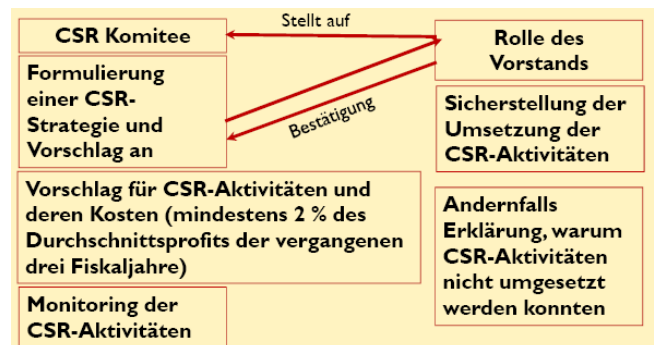 CSR Komitee
Stellt auf
Rolle des
Vorstands
Formulierung
einer CSR-
Strategie und
Vorschlag an
Bestätigung
Sicherstellung der
Umsetzung der
CSR-Aktivitäten
Vorschlag für CSR-Aktivitäten und
deren Kosten (mindestens 2 % des
Durchschnittsprofits der vergangenen
drei Fiskaljahre)
Andernfalls
Erklärung, warum
CSR-Aktivitäten
nicht umgesetzt
werden konnten
Monitoring der
CSR-Aktivitäten